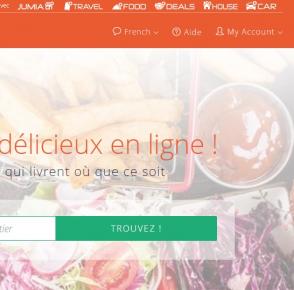 vec JUMIA TRAVEL FOOD DEALS HOUSE CAR
French Aide My Account
délicieux en ligne !
qui livrent où que ce soit
tier TROUVEZ !